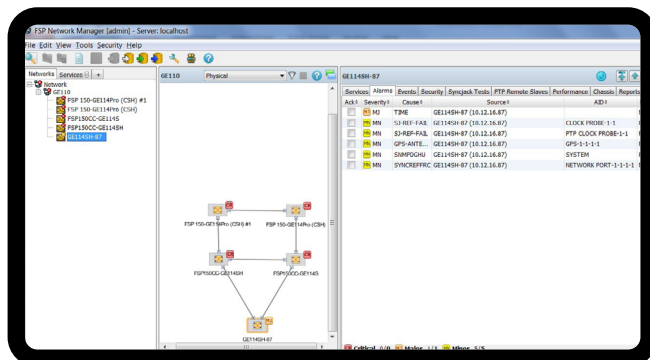 FSP Network Manager [admin] - Server: localhost
File Edit View Tools Security Help
Networks Services +
Network
GE110
FSP 150-GE114Pro (CSH) #1
FSP 150-GE114Pro (CSH)
FSP150CC-GE114S
FSP150CC-GE114SH
GE114SH-87
GE110 Physical
FSP 150-GE114Pro (CSH) #1 FSP 150-GE114Pro (CSH)
FSP150CC-GE114SH FSP150CC-GE114S
GE114SH-87
GE114SH-87
Services Alarms Events Security Syncjack Tests PTP Remote Slaves Performance Chassis Reports
Ack Severity Cause Source AID
MJ TIME GE114SH-87 (10.12.16.87)
MN SJ-REF-FAIL GE114SH-87 (10.12.16.87) CLOCK PROBE-1-1
MN SJ-REF-FAIL GE114SH-87 (10.12.16.87) PTP CLOCK PROBE-1-1
MN GPS-ANTE... GE114SH-87 (10.12.16.87) GPS-1-1-1
MN SNMPDGHU GE114SH-87 (10.12.16.87) SYSTEM
MN SYNCREFFRC GE114SH-87 (10.12.16.87) NETWORK PORT-1-1-1-1
Critical 0/0 Major 1/1 Minor 5/5